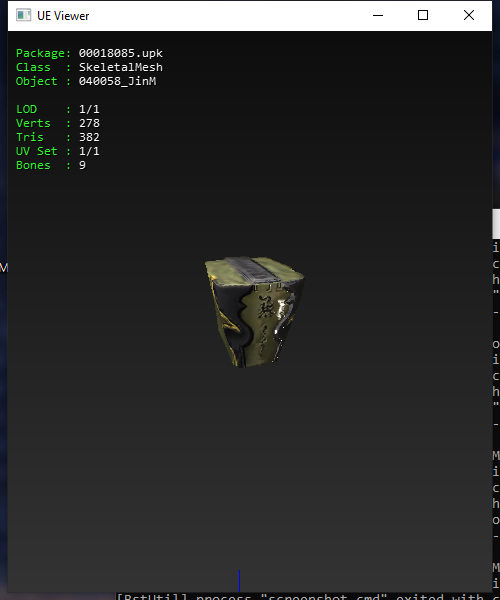 UE Viewer
Package: 00018085.upk
Class : SkeletalMesh
Object : 040058_JinM
LOD : 1/1
Verts : 278
Tris : 382
UV Set : 1/1
Bones : 9
[BstUtil] process "screenshot.cmd" exited with c